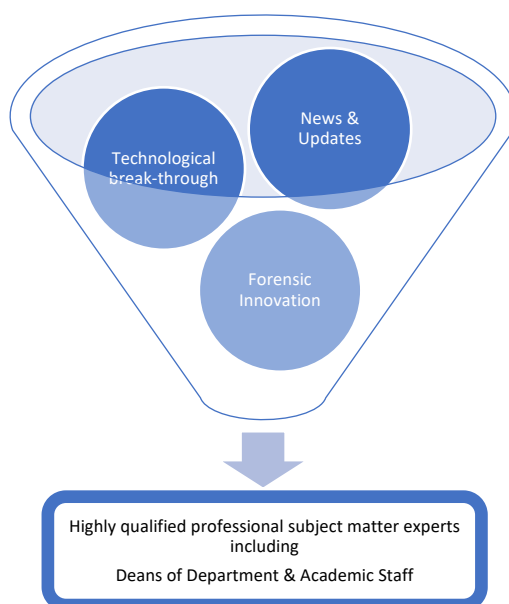 News &
Updates
Technological
break-through
Forensic
Innovation
Highly qualified professional subject matter experts
including
Deans of Department & Academic Staff